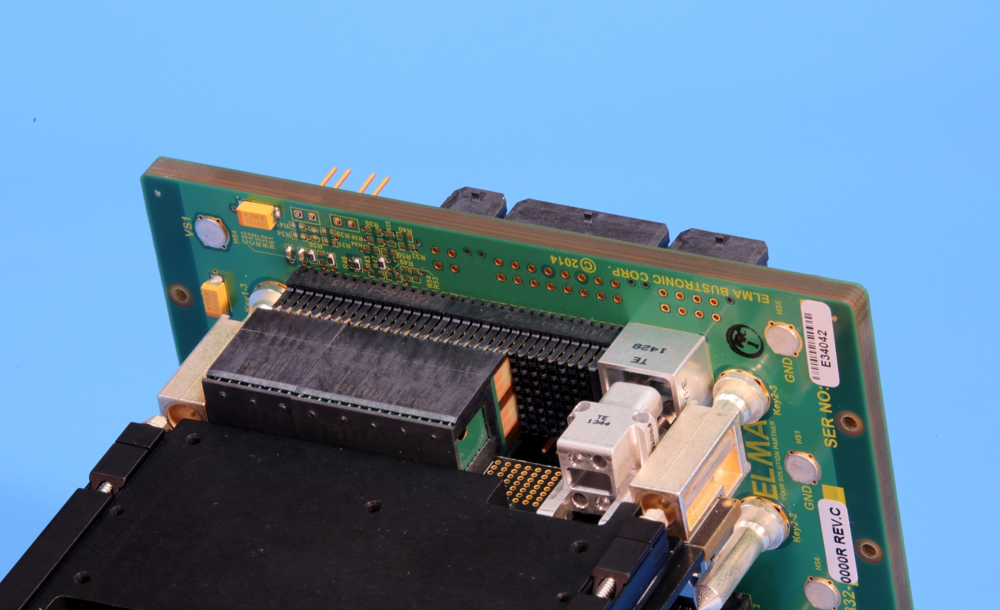 VS1
HS4
C22
C12
R37
R32
R61
106V
R41
R34
R36
R39
R30
R31
R38
R35
R40
R44
R48
R43
R47
R33
R50
R49
R54
R53
© 2014
ELMA BUSTRONIC CORP.
HS5
E34042
GND
SER NO:
Key1-3
TE
1428
TE
1344
Key2-3
ELMA
YOUR SOLUTION PARTNER
HS1
GND
Key2-2
0000R REV.C
HS6